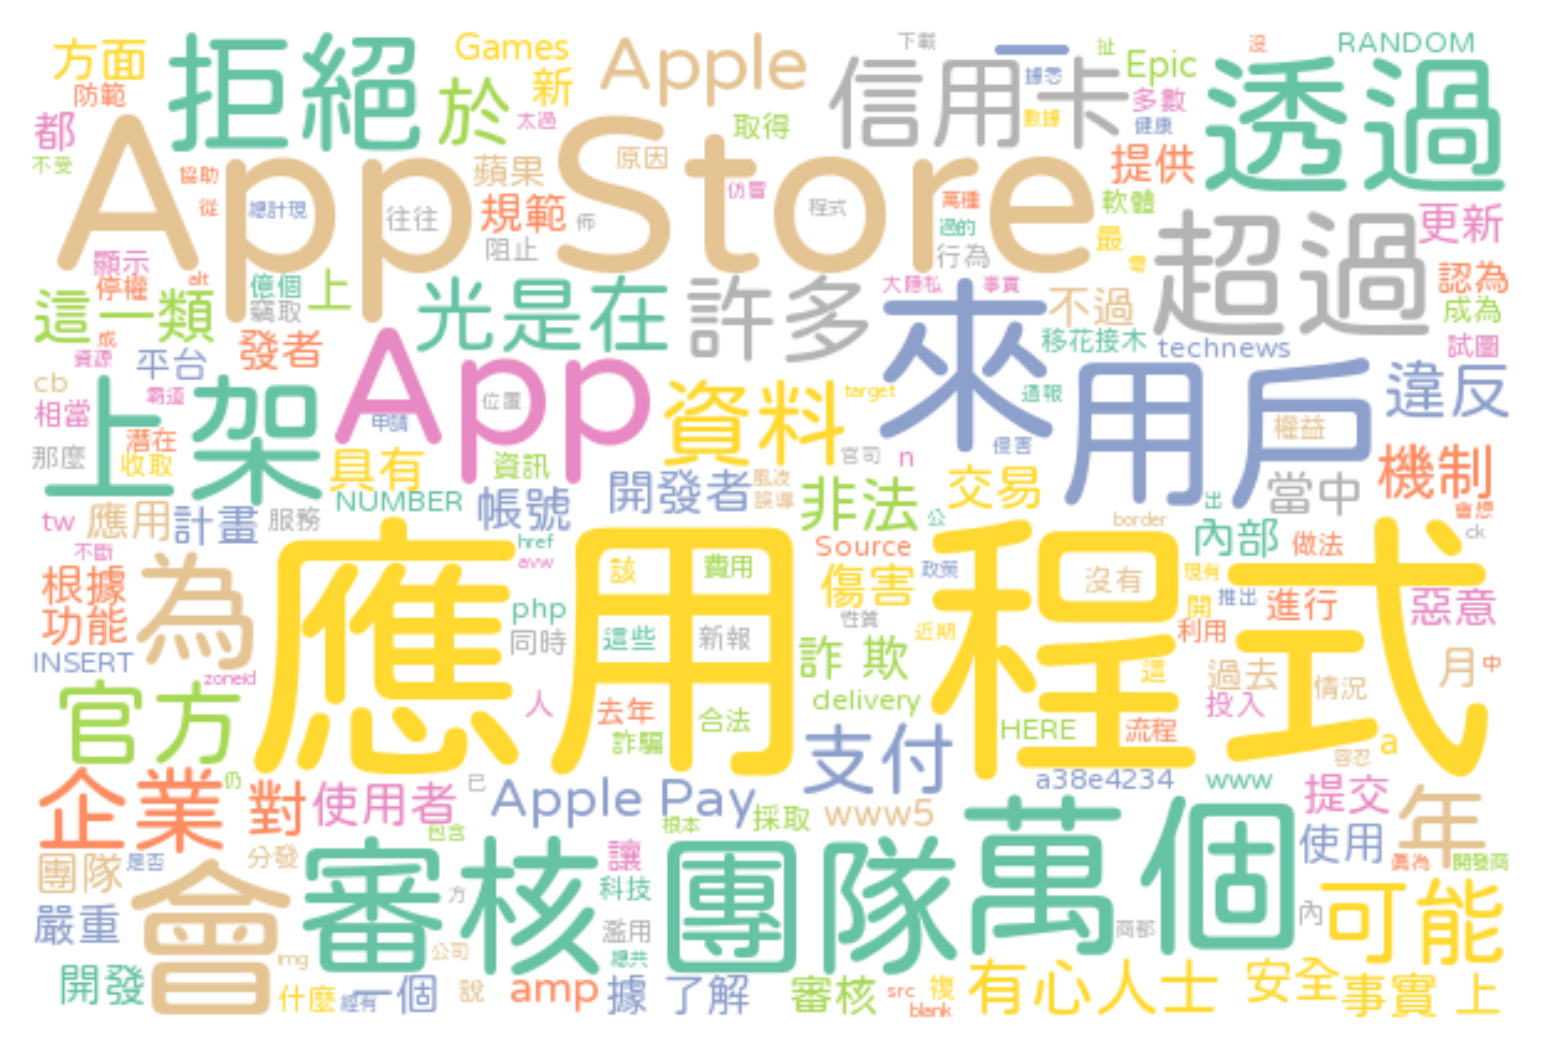 方面
拒絕
Games
新
Apple
下載
信用卡
一
扯
Epic
沒
RANDOM
透過
防範
都
於
太過
取得
數據
多數
健康
不受
App Store
協助
從
總計現
往往
蘋果
規範
佈
阻止
原因
仿冒
程式
萬種
過的
行為
提供
軟體
最
零
超過
更新
顯示
停權
alt
億個
竊取
上
光是在
許多
大隱私
事實
來
不過
移花接木
認為
成為
這一類
成
資源
平台
發者
technews
試圖
cb
霸道
相當
上架
App
申請
位置
資料
target
週報
用戶
權益
違反
那麼
潛在
收取
具有
資訊
官司
n
侵害
機制
NUMBER
帳號
開發者
風波
誤導
非法
公
交易
出
當中
會想
tw
應用
計畫
服務
href
avw
Source
border
內部
做法
ck
不斷
根據
功能
為
應用程式
該
費用
傷害
政策
沒有
現有
開
推出
進行
惡意
php
同時
這些
新報
性質
近期
利用
INSERT
zoneid
詐欺
這
過去
情況
月
中
官方
人
去年
合法
delivery
HERE
流程
投入
詐騙
支付
a
容忍
企業
仍
對
使用者
已
Apple Pay
採取
www5
a38e4234
www
提交
年
包含
根本
團隊
是否
分發
審核團隊
讓
科技
萬個
使用
真為
開發商
嚴重
會
方
濫用
商部
內
可能
公司
總共
img
開發
什麼
經有
一個
說
amp
據
了解
審核
src
blank
複
有心人士
安全
事實上